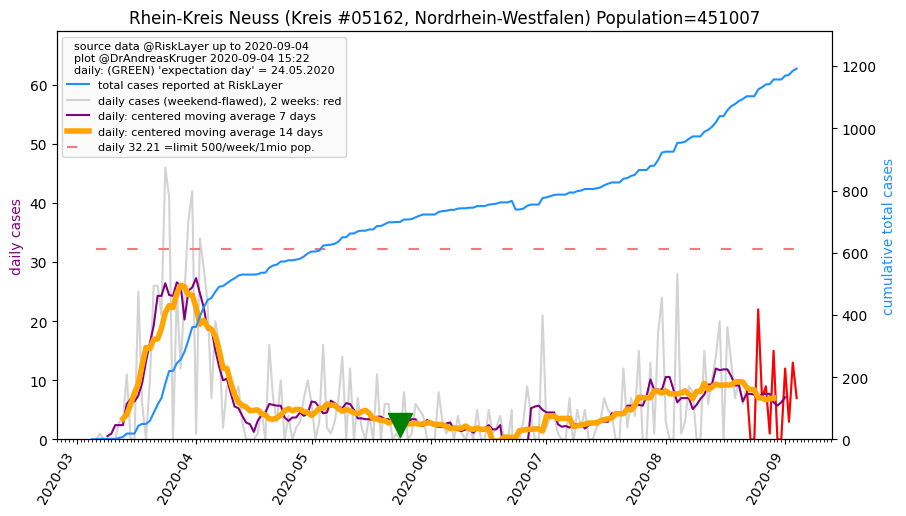 Rhein-Kreis Neuss (Kreis #05162, Nordrhein-Westfalen) Population=451007
source data @RiskLayer up to 2020-09-04
plot @DrAndreasKruger 2020-09-04 15:22
daily: (GREEN) 'expectation day' = 24.05.2020
total cases reported at RiskLayer
daily cases (weekend-flawed), 2 weeks: red
daily: centered moving average 7 days
daily: centered moving average 14 days
daily 32.21 =limit 500/week/1mio pop.
daily cases
0
10
20
30
40
50
60
cumulative total cases
0
200
400
600
800
1000
1200
2020-03
2020-04
2020-05
2020-06
2020-07
2020-08
2020-09